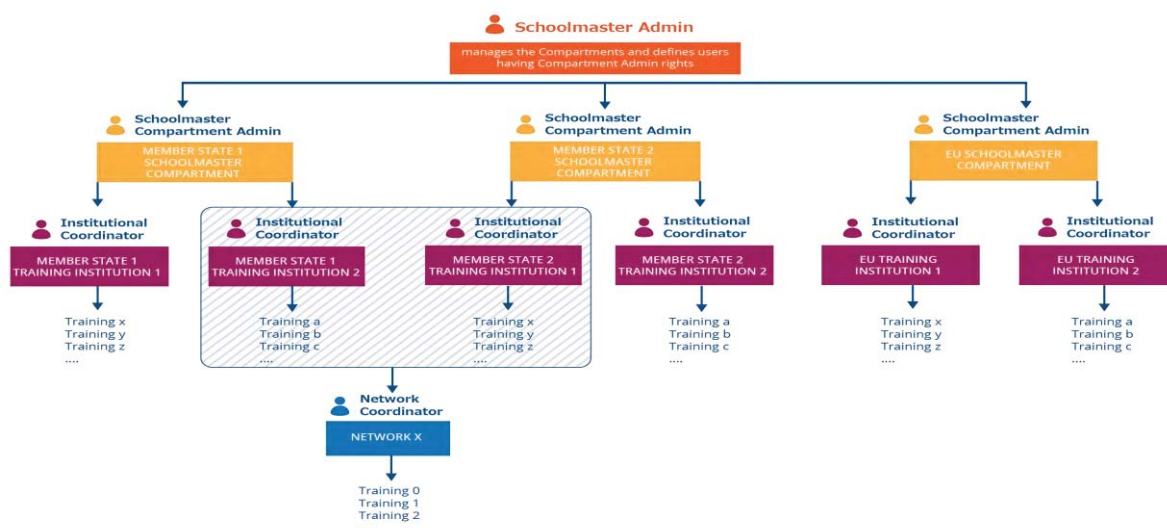 Schoolmaster Admin
manages the Compartments and defines users
having Compartment Admin rights
Schoolmaster
Compartment Admin
MEMBER STATE 1
SCHOOLMASTER
COMPARTMENT
Schoolmaster
Compartment Admin
MEMBER STATE 2
SCHOOLMASTER
COMPARTMENT
Schoolmaster
Compartment Admin
EU SCHOOLMASTER
COMPARTMENT
Institutional
Coordinator
MEMBER STATE 1
TRAINING INSTITUTION 1
Training x
Training y
Training z
....
Institutional
Coordinator
MEMBER STATE 1
TRAINING INSTITUTION 2
Training a
Training b
Training c
....
Institutional
Coordinator
MEMBER STATE 2
TRAINING INSTITUTION 1
Training x
Training y
Training z
....
Institutional
Coordinator
MEMBER STATE 2
TRAINING INSTITUTION 2
Training a
Training b
Training c
....
Institutional
Coordinator
EU TRAINING
INSTITUTION 1
Training x
Training y
Training z
....
Institutional
Coordinator
EU TRAINING
INSTITUTION 2
Training a
Training b
Training c
....
Network
Coordinator
NETWORK X
Training 0
Training 1
Training 2